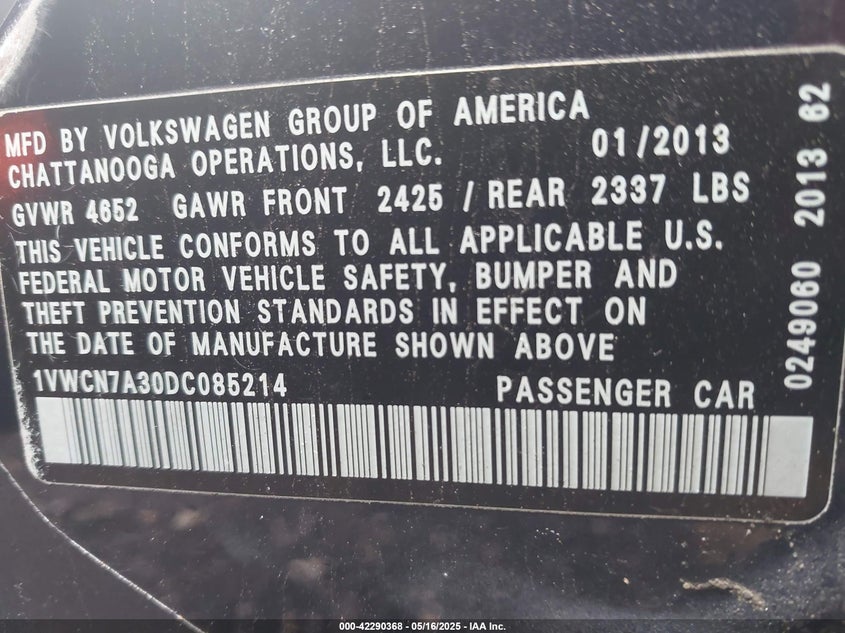 MFD BY VOLKSWAGEN GROUP OF AMERICA
CHATTANOOGA OPERATIONS, LLC. 01/2013
GVWR 4652 GAWR FRONT 2425 / REAR 2337 LBS
THIS VEHICLE CONFORMS TO ALL APPLICABLE U.S.
FEDERAL MOTOR VEHICLE SAFETY, BUMPER AND
THEFT PREVENTION STANDARDS IN EFFECT ON
THE DATE OF MANUFACTURE SHOWN ABOVE
1VWCN7A30DC085214 PASSENGER CAR
0249060 2013 62
000-42290368 - 05/16/2025 - IAA Inc.